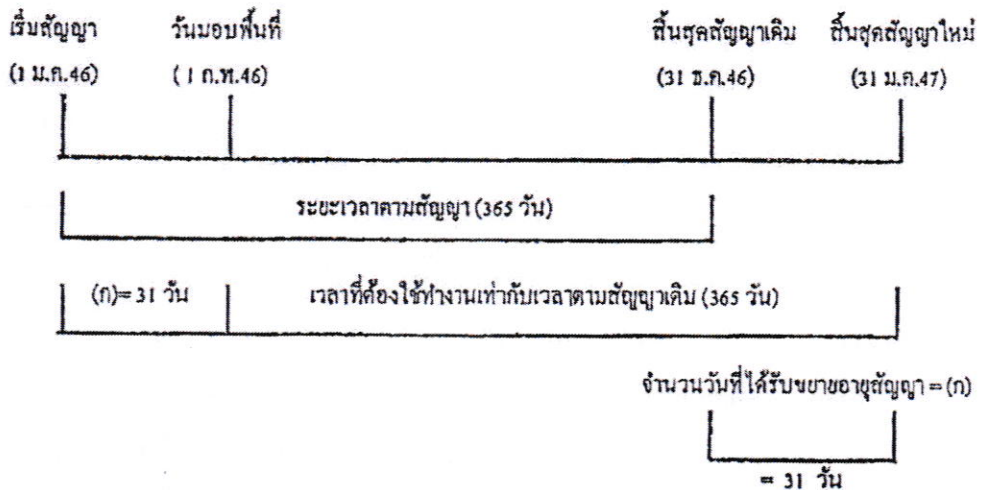 เริ่มสัญญา วันมอบพื้นที่ สิ้นสุดสัญญาเดิม สิ้นสุดสัญญาใหม่
(1 ม.ค.46) (1 ก.พ.46) (31 ธ.ค.46) (31 ม.ค.47)
ระยะเวลาตามสัญญา (365 วัน)
(ก)= 31 วัน เวลาที่ต้องใช้ทำงานเท่ากับเวลาตามสัญญาเดิม (365 วัน)
จำนวนวันที่ได้รับขยายอายุสัญญา = (ก)
= 31 วัน